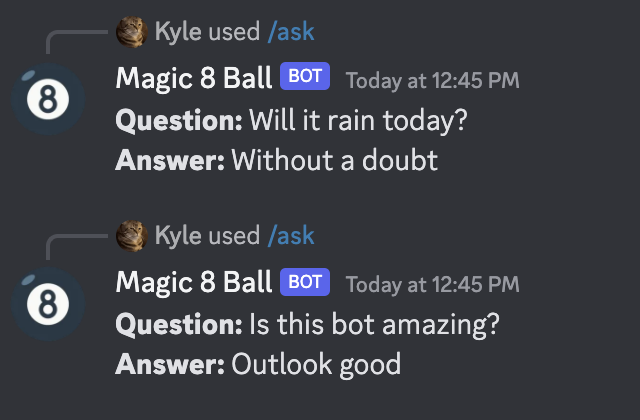 Kyle used /ask
8
Magic 8 Ball BOT Today at 12:45 PM
Question: Will it rain today?
Answer: Without a doubt
Kyle used /ask
8
Magic 8 Ball BOT Today at 12:45 PM
Question: Is this bot amazing?
Answer: Outlook good